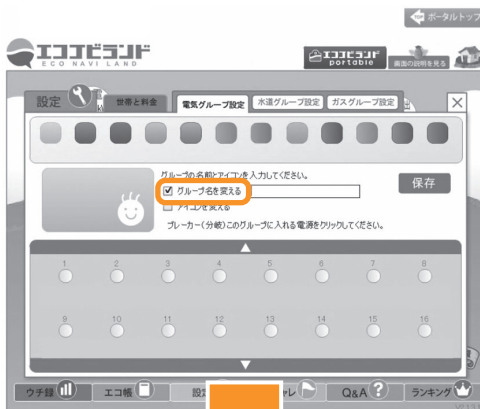 ポータルトップ
エコナビランド
ECO NAVI LAND
エコナビランド
portable
画面の説明を見る
設定
世帯と料金
電気グループ設定
水道グループ設定
ガスグループ設定
グループの名前とアイコンを入力してください。
グループ名を変える
保存
アイコンを変える
ブレーカー(分岐)このグループに入れる電源をクリックしてください。
1 2 3 4 5 6 7 8
9 10 11 12 13 14 15 16
ウチ録
エコ帳
設
ャレ
Q&A
ランキング